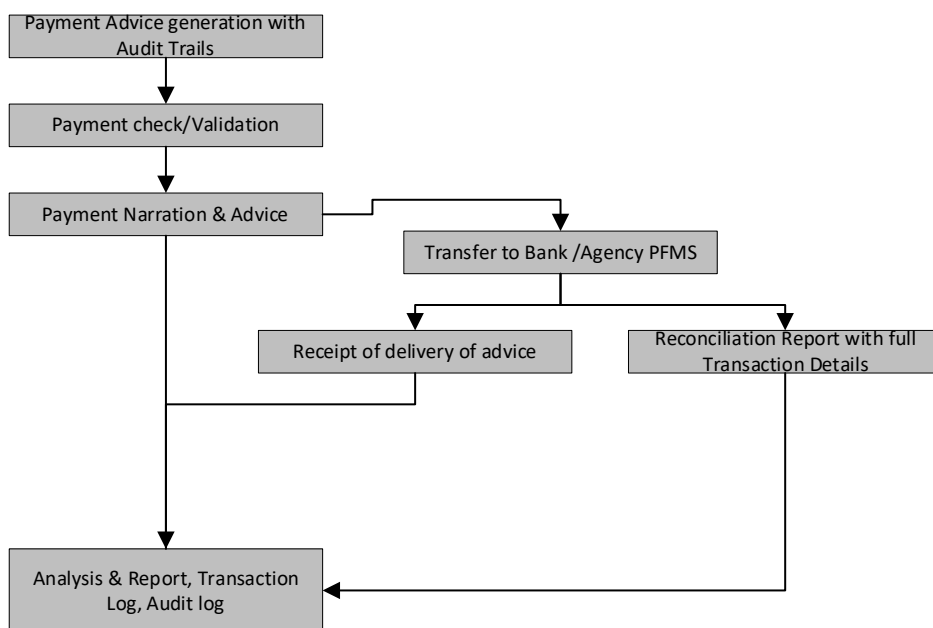 Payment Advice generation with
Audit Trails
Payment check/Validation
Payment Narration & Advice
Transfer to Bank /Agency PFMS
Receipt of delivery of advice
Reconciliation Report with full
Transaction Details
Analysis & Report, Transaction
Log, Audit log